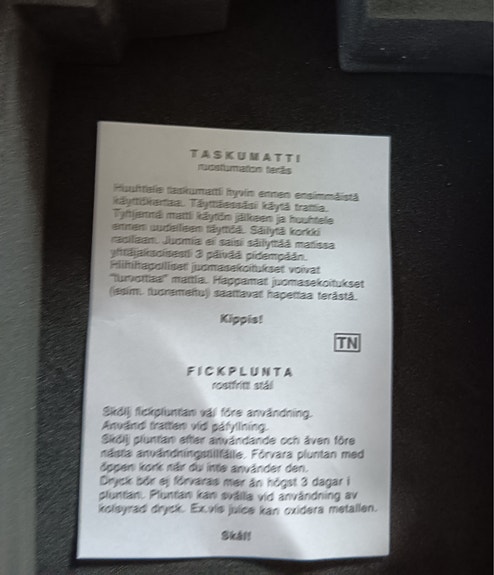 TASKUMATTI
ruostumaton teräs
Huuhtele taskumatti hyvin ennen ensimmäistä
käyttökertaa. Täyttäessäsi käytä trattia.
Tyhjennä matti käytön jälkeen ja huuhtele
ennen uudelleen täyttöä. Säilytä korkki
raollaan. Juomia ei saisi säilyttää matissa
yhtäjaksoisesti 3 päivää pidempään.
Hiilihapolliset juomasekoitukset voivat
"turvottaa" mattia. Happamat juomasekoitukset
(esim. tuoremehu) saattavat hapettaa terästä.
Kippis!
TN
FICKPLUNTA
rostfritt stål
Skölj fickpluntan väl före användning.
Använd tratten vid påfyllning.
Skölj pluntan efter användande och även före
nästa användningstillfälle. Förvara pluntan med
öppen kork när du inte använder den.
Dryck bör ej förvaras mer än högst 3 dagar i
pluntan. Pluntan kan svälla vid användning av
kolsyrad dryck. Ex.vis juice kan oxidera metallen.
Skål!